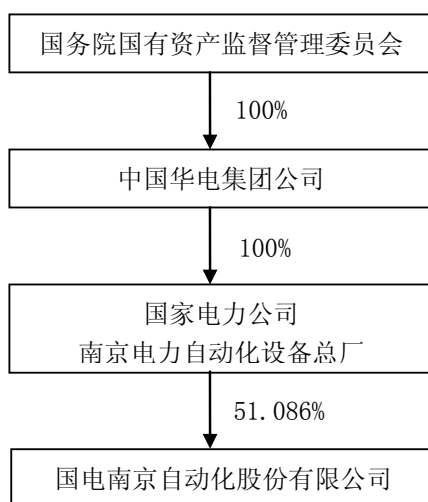 国务院国有资产监督管理委员会
100%
中国华电集团公司
100%
国家电力公司
南京电力自动化设备总厂
51.086%
国电南京自动化股份有限公司